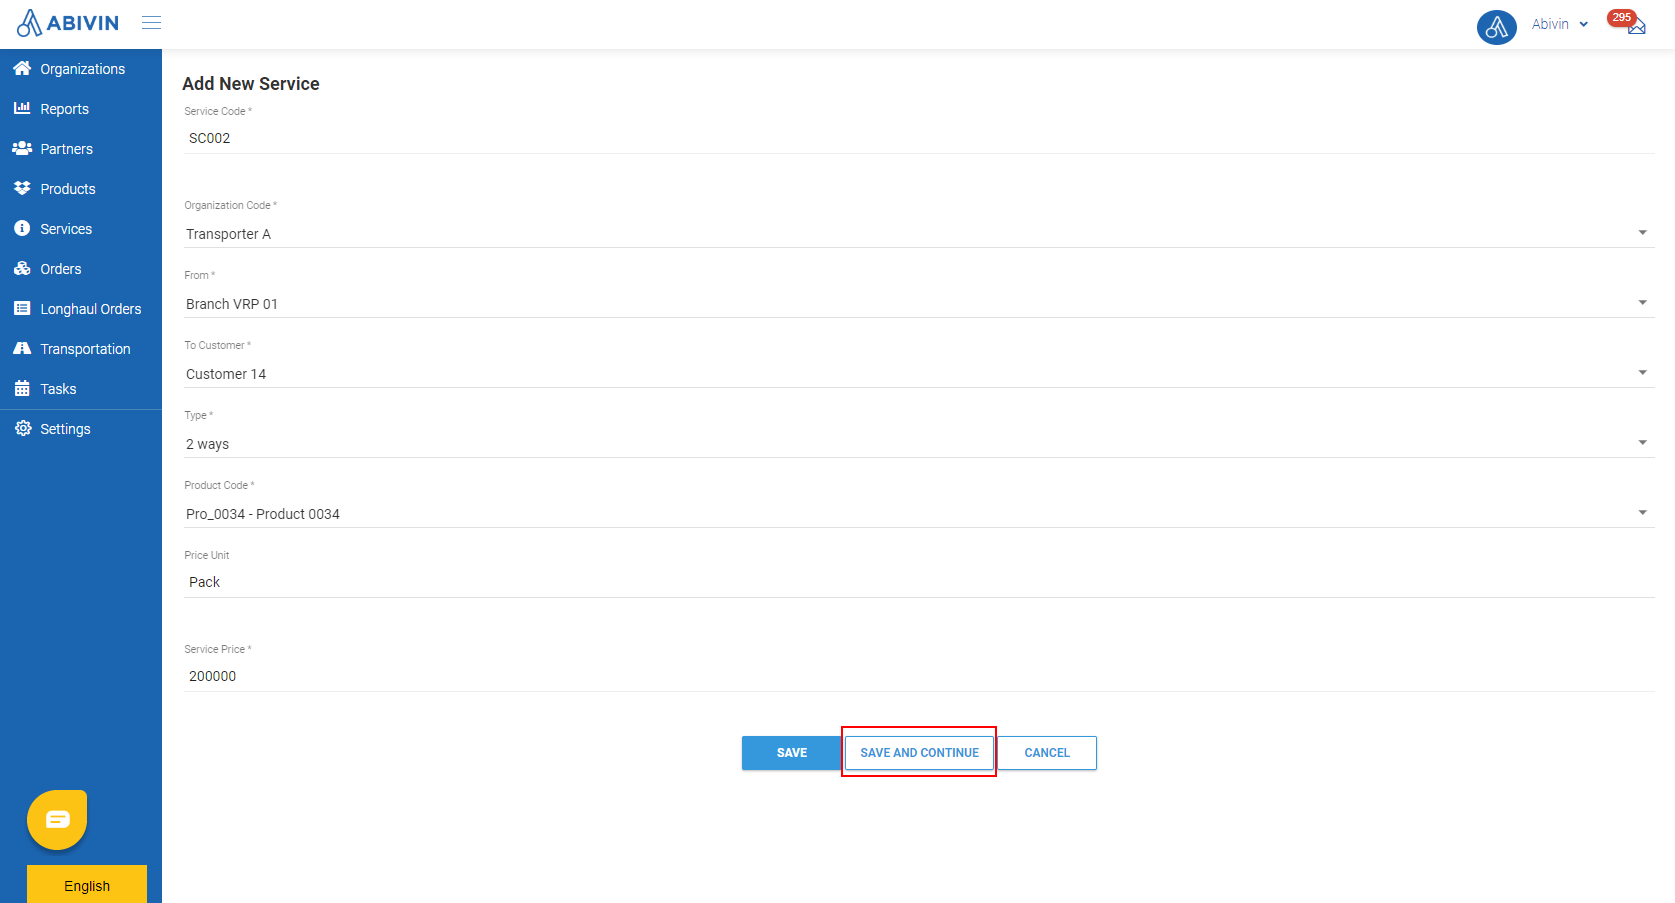 ABIVIN
Abivin
295
Organizations
Reports
Partners
Products
Services
Orders
Longhaul Orders
Transportation
Tasks
Settings
English
Add New Service
Service Code *
SC002
Organization Code *
Transporter A
From *
Branch VRP 01
To Customer *
Customer 14
Type *
2 ways
Product Code *
Pro_0034 - Product 0034
Price Unit
Pack
Service Price *
200000
SAVE
SAVE AND CONTINUE
CANCEL